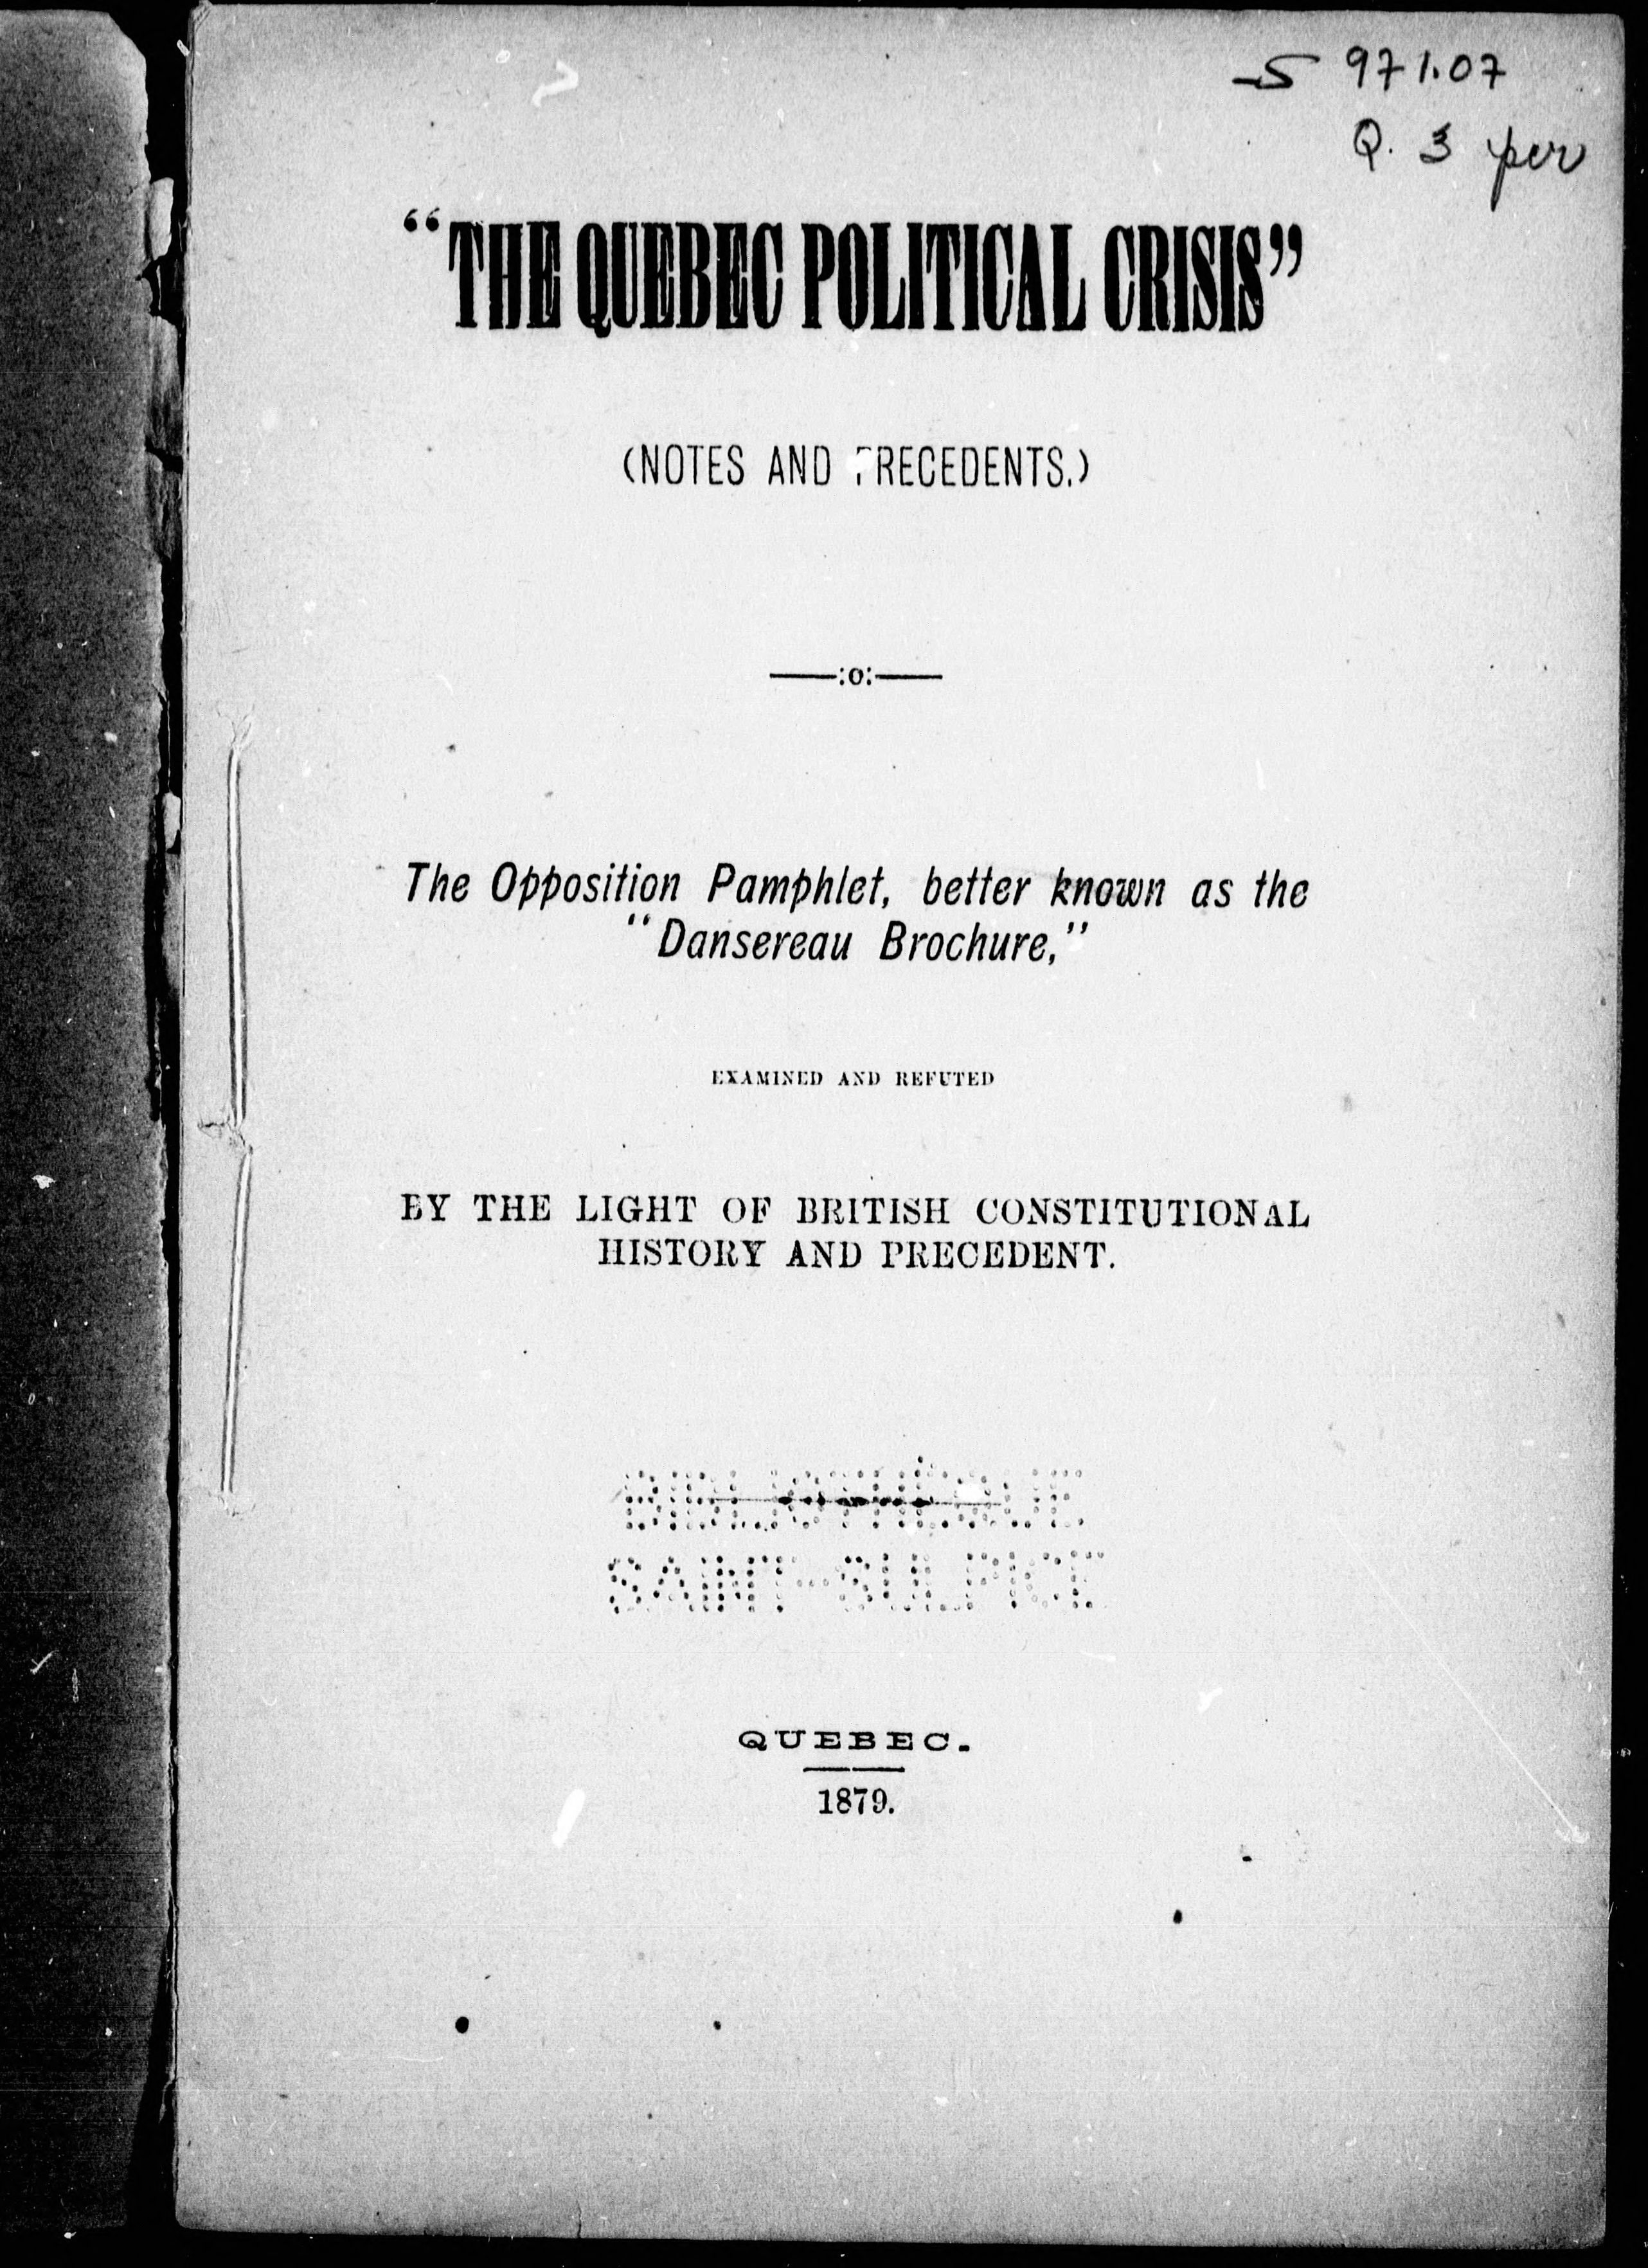 S 971.07
Q. 3 per
“THE QUEBEC POLITICAL CRISIS”
(NOTES AND PRECEDENTS.)
——:o:——
The Opposition Pamphlet, better known as the
“Dansereau Brochure,”
EXAMINED AND REFUTED
BY THE LIGHT OF BRITISH CONSTITUTIONAL
HISTORY AND PRECEDENT.
BIBLIOTHÈQUE
SAINT-SULPICE
QUEBEC.
1879.